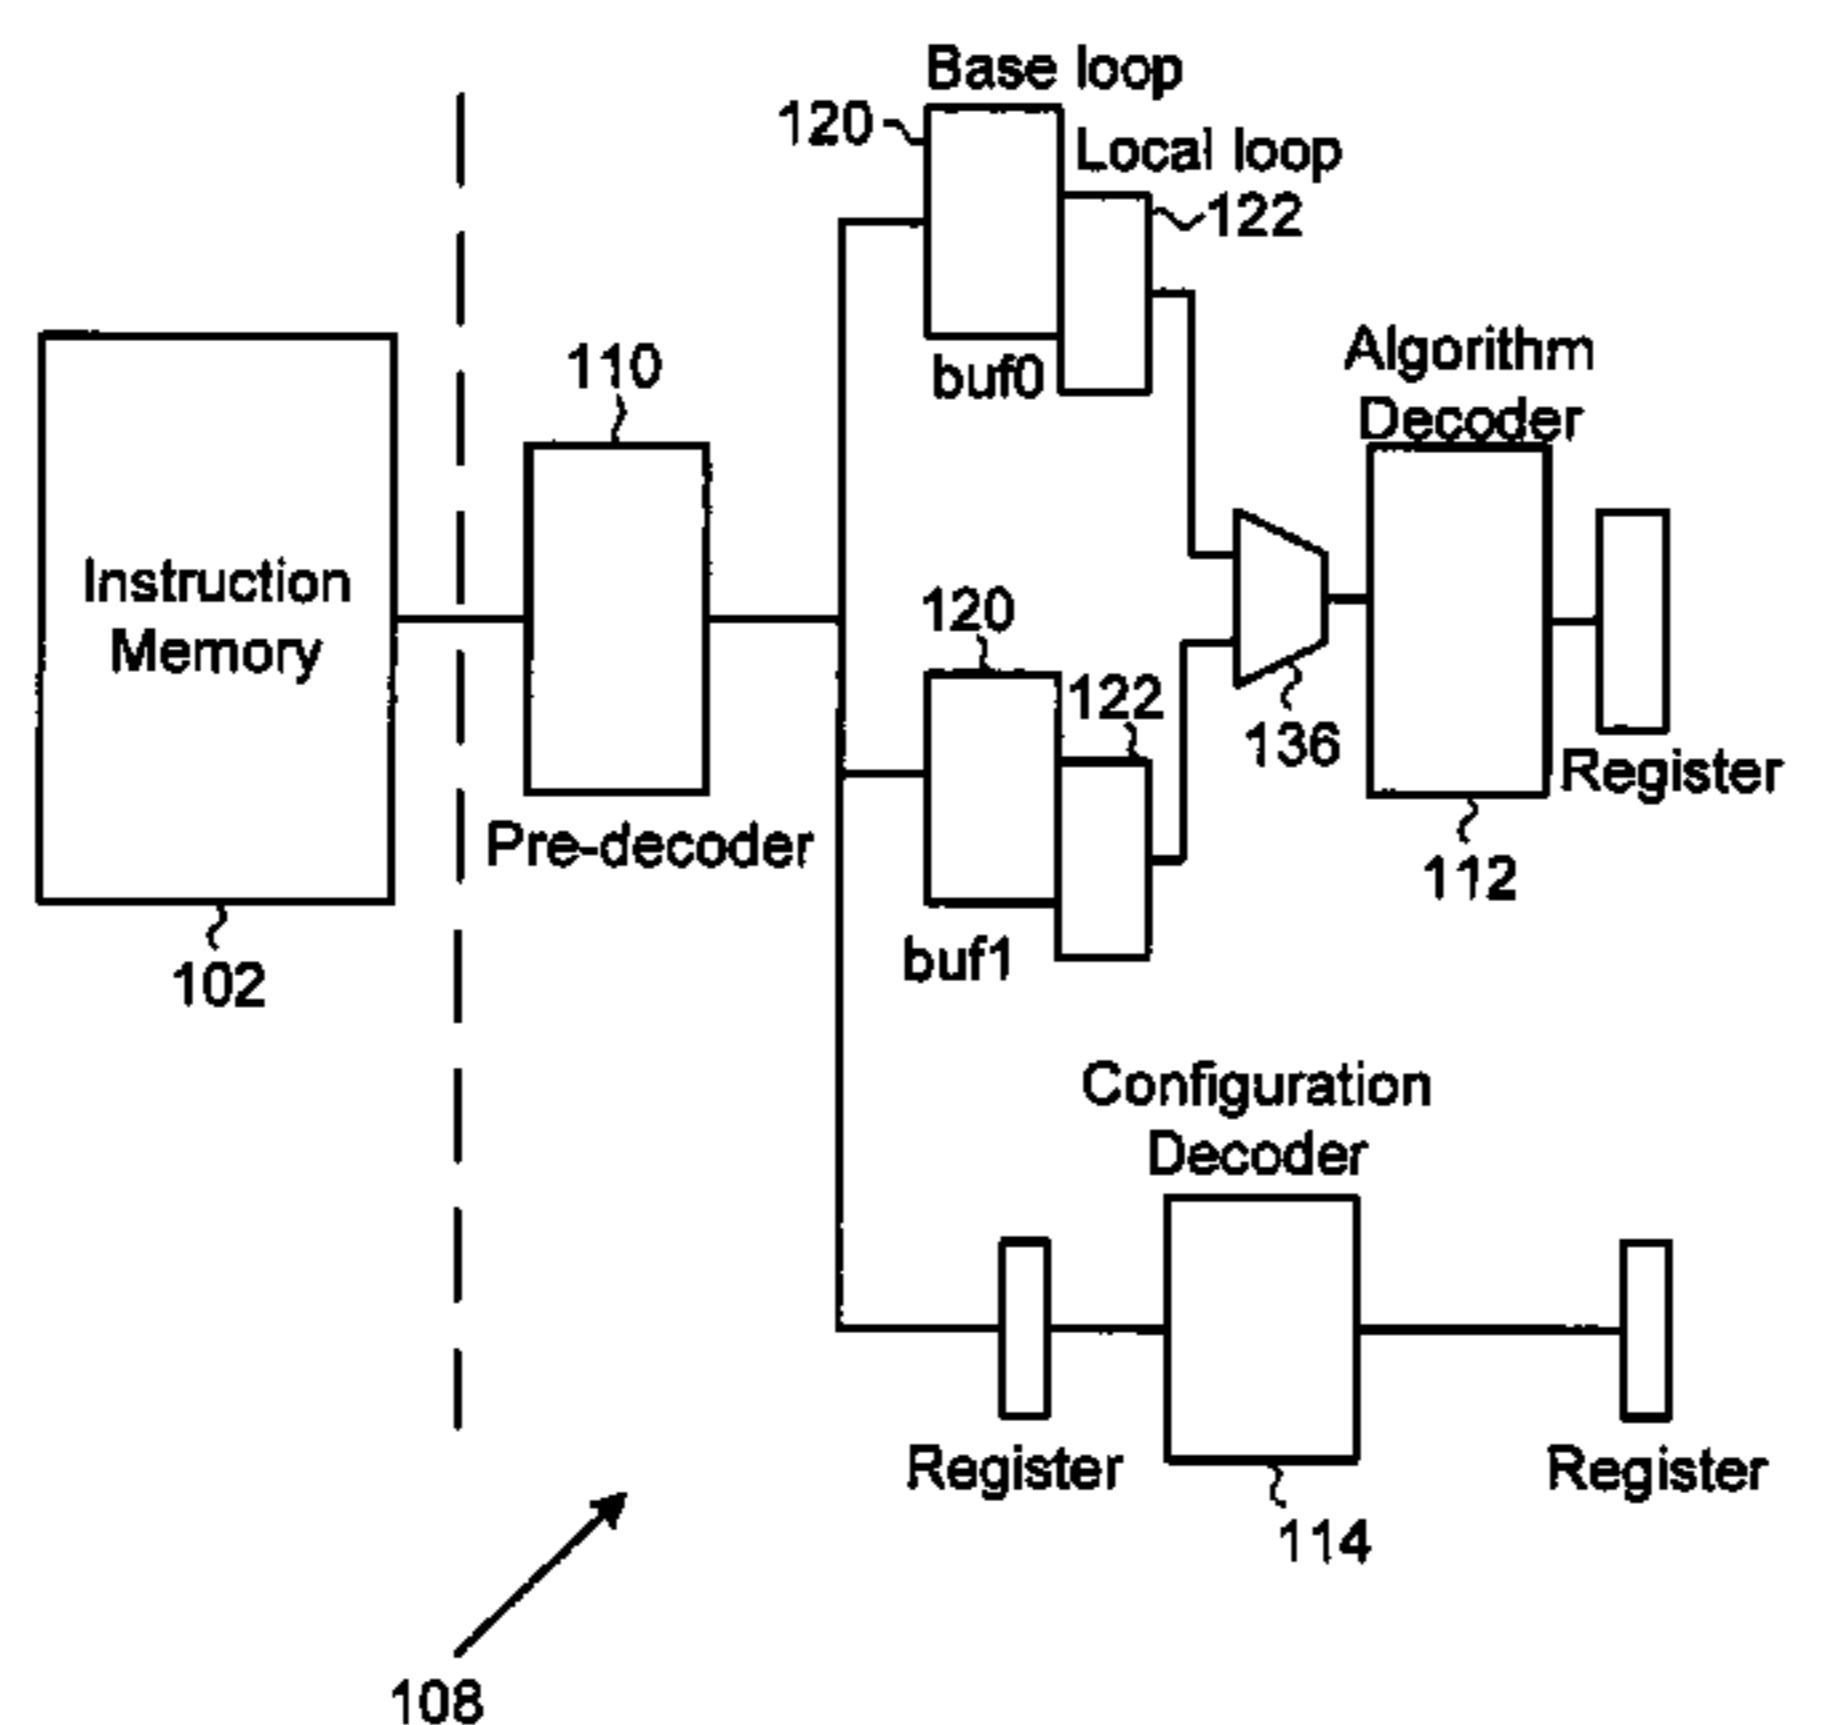 Base loop
120
Local loop
122
buf0
110
Algorithm
Decoder
Instruction
Memory
120
122
136
Register
Pre-decoder
112
buf1
102
Configuration
Decoder
Register
Register
114
108